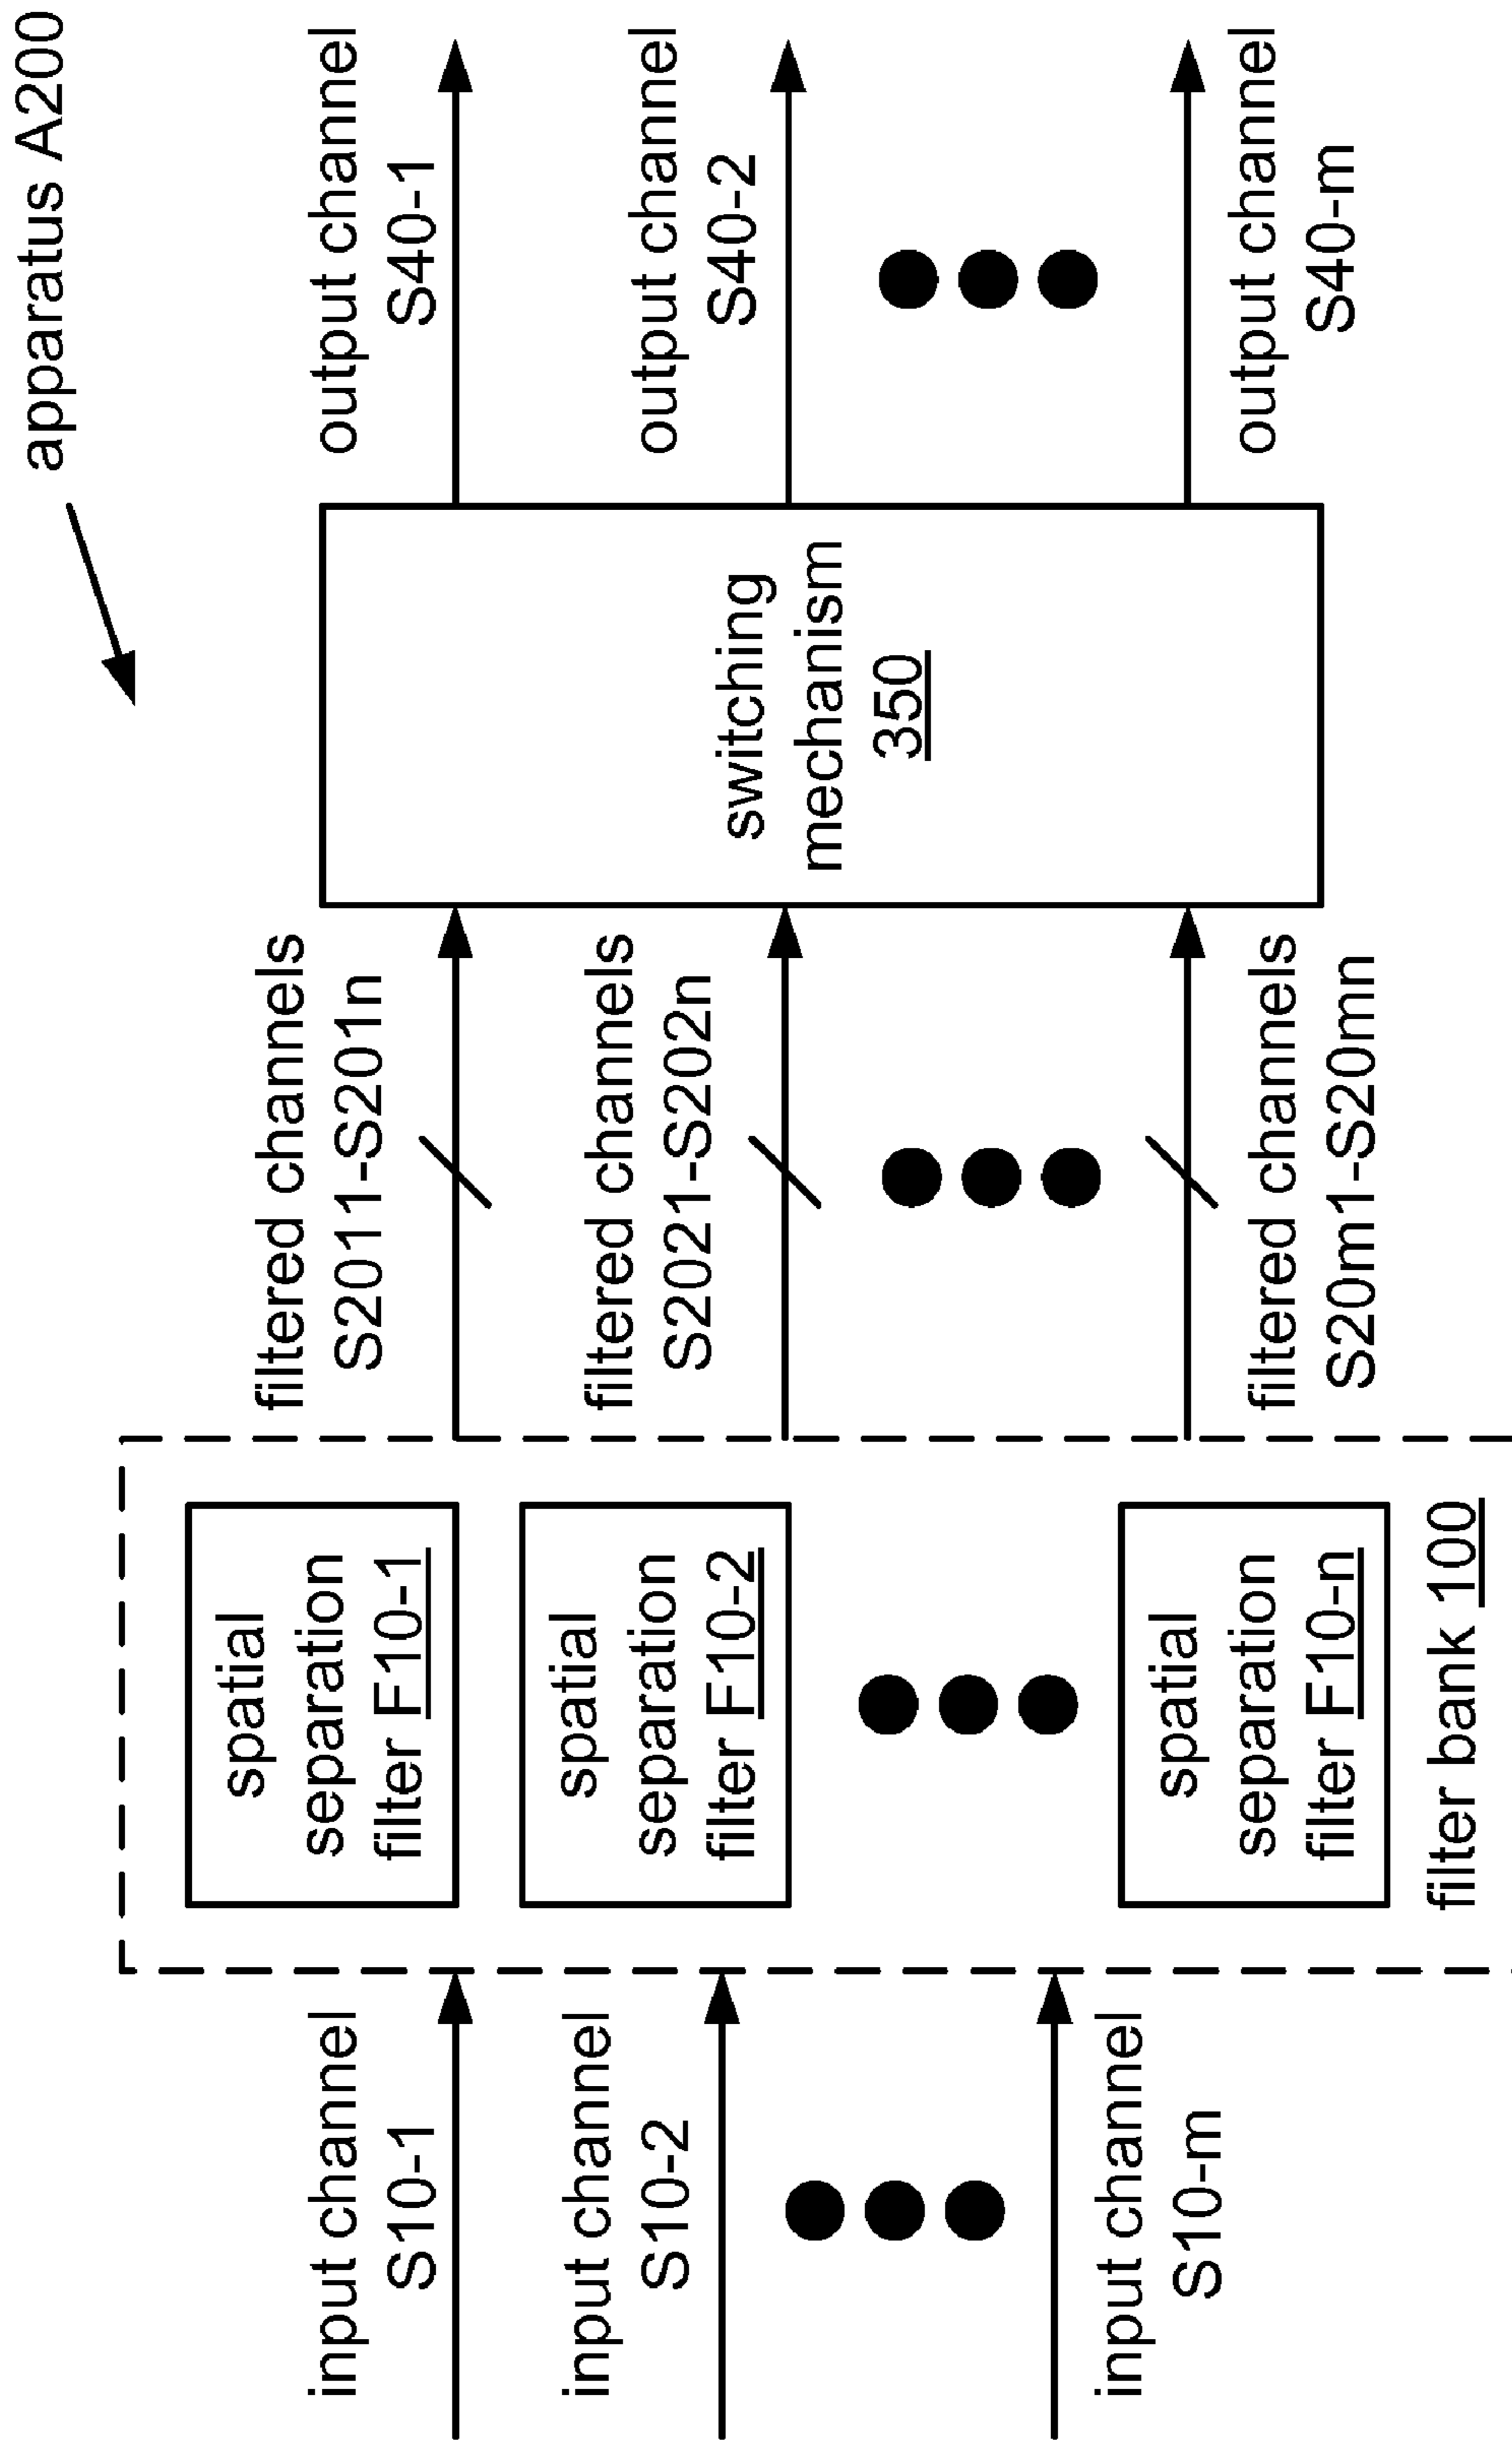 apparatus A200
input channel
S10-1
input channel
S10-2
input channel
S10-m
spatial
separation
filter F10-1
spatial
separation
filter F10-2
spatial
separation
filter F10-n
filter bank 100
filtered channels
S2011-S201n
filtered channels
S2021-S202n
filtered channels
S20m1-S20mn
switching
mechanism
350
output channel
S40-1
output channel
S40-2
output channel
S40-m